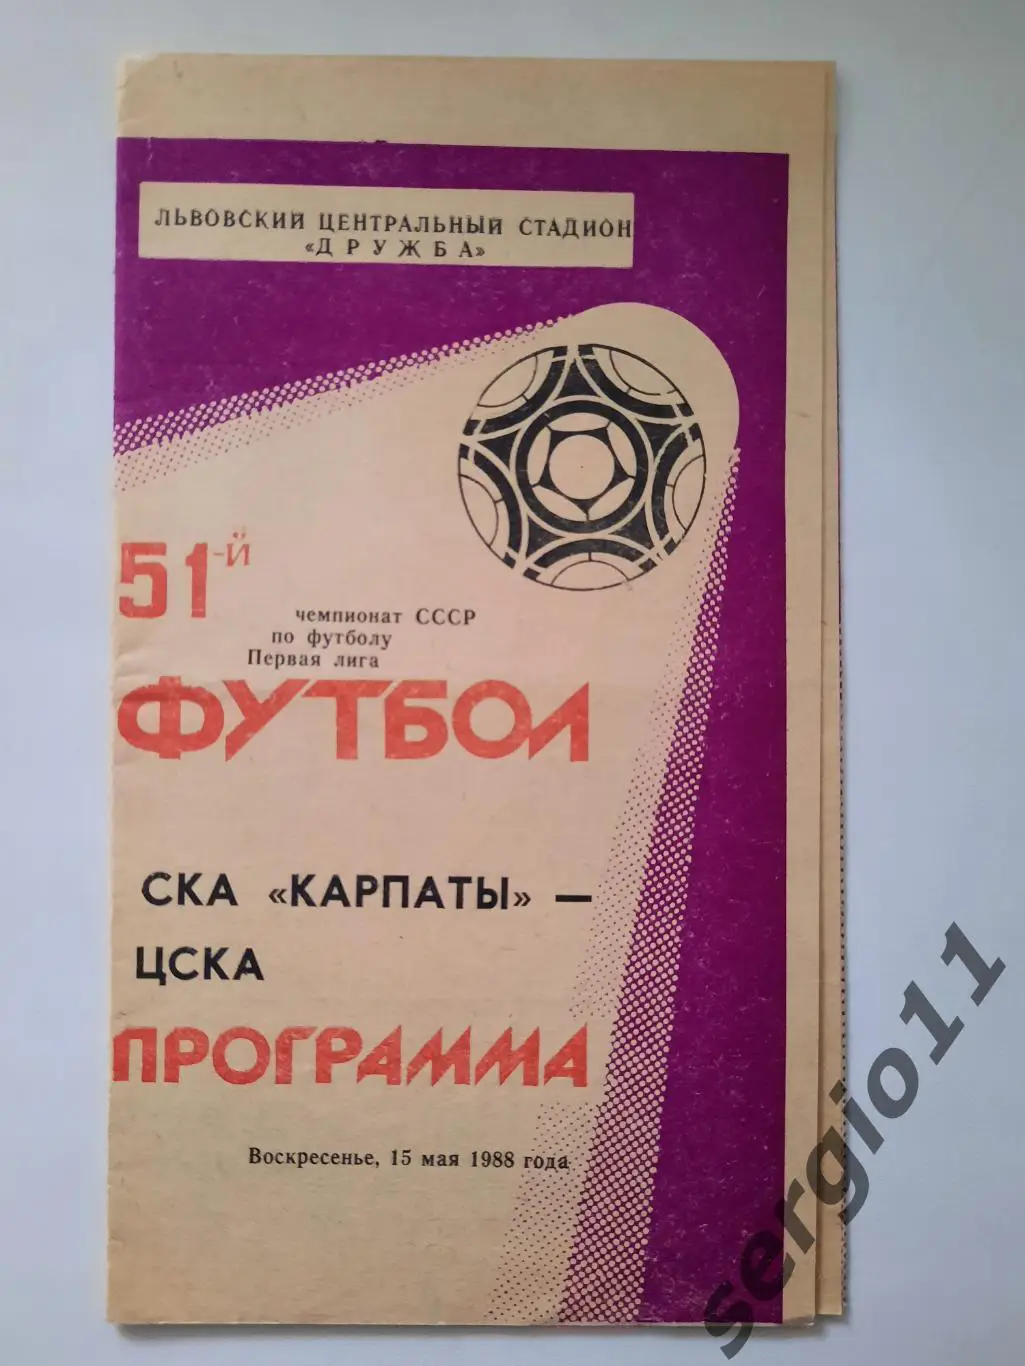 ЛЬВОВСКИЙ ЦЕНТРАЛЬНЫЙ СТАДИОН
«ДРУЖБА»
51-й
чемпионат СССР
по футболу
Первая лига
ФУТБОЛ
СКА «КАРПАТЫ» —
ЦСКА
ПРОГРАММА
Воскресенье, 15 мая 1988 года
sergio11